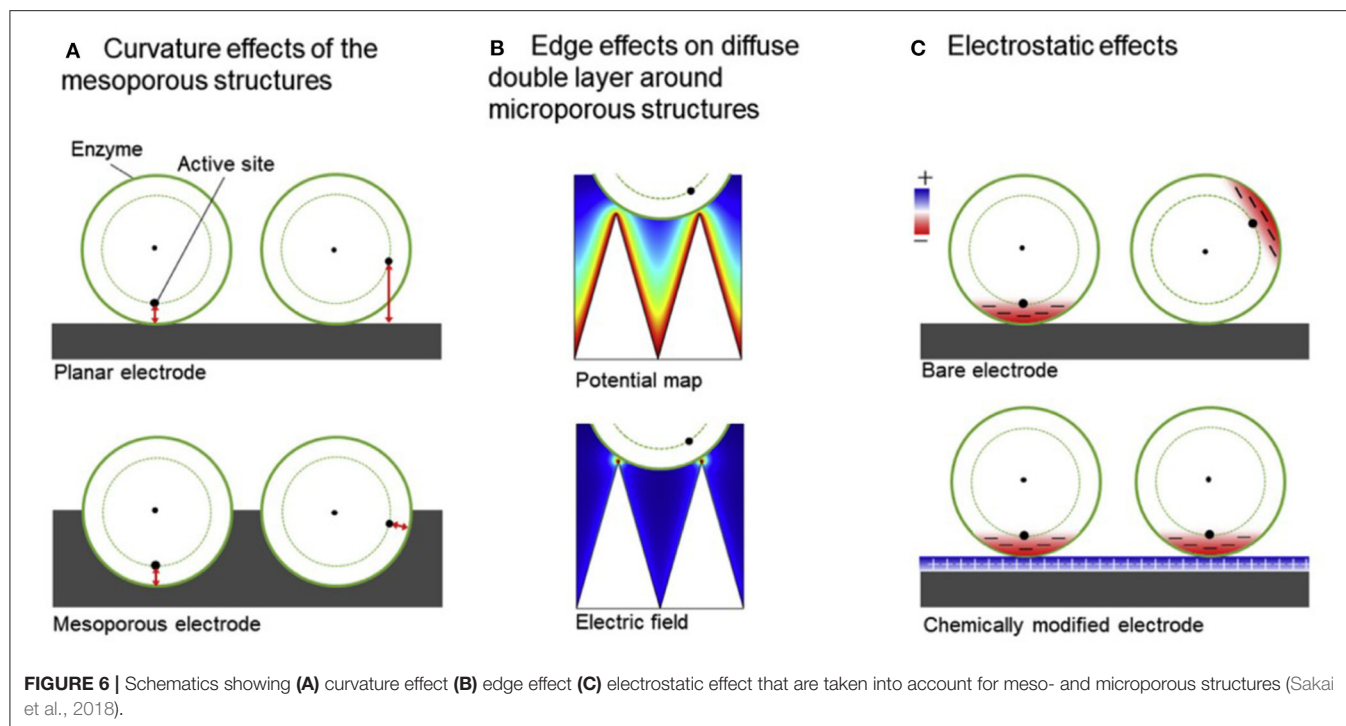 A Curvature effects of the
mesoporous structures
Enzyme
Active site
Planar electrode
Mesoporous electrode
B Edge effects on diffuse
double layer around
microporous structures
Potential map
Electric field
C Electrostatic effects
+
−
Bare electrode
Chemically modified electrode
FIGURE 6 | Schematics showing (A) curvature effect (B) edge effect (C) electrostatic effect that are taken into account for meso- and microporous structures (Sakai
et al., 2018).